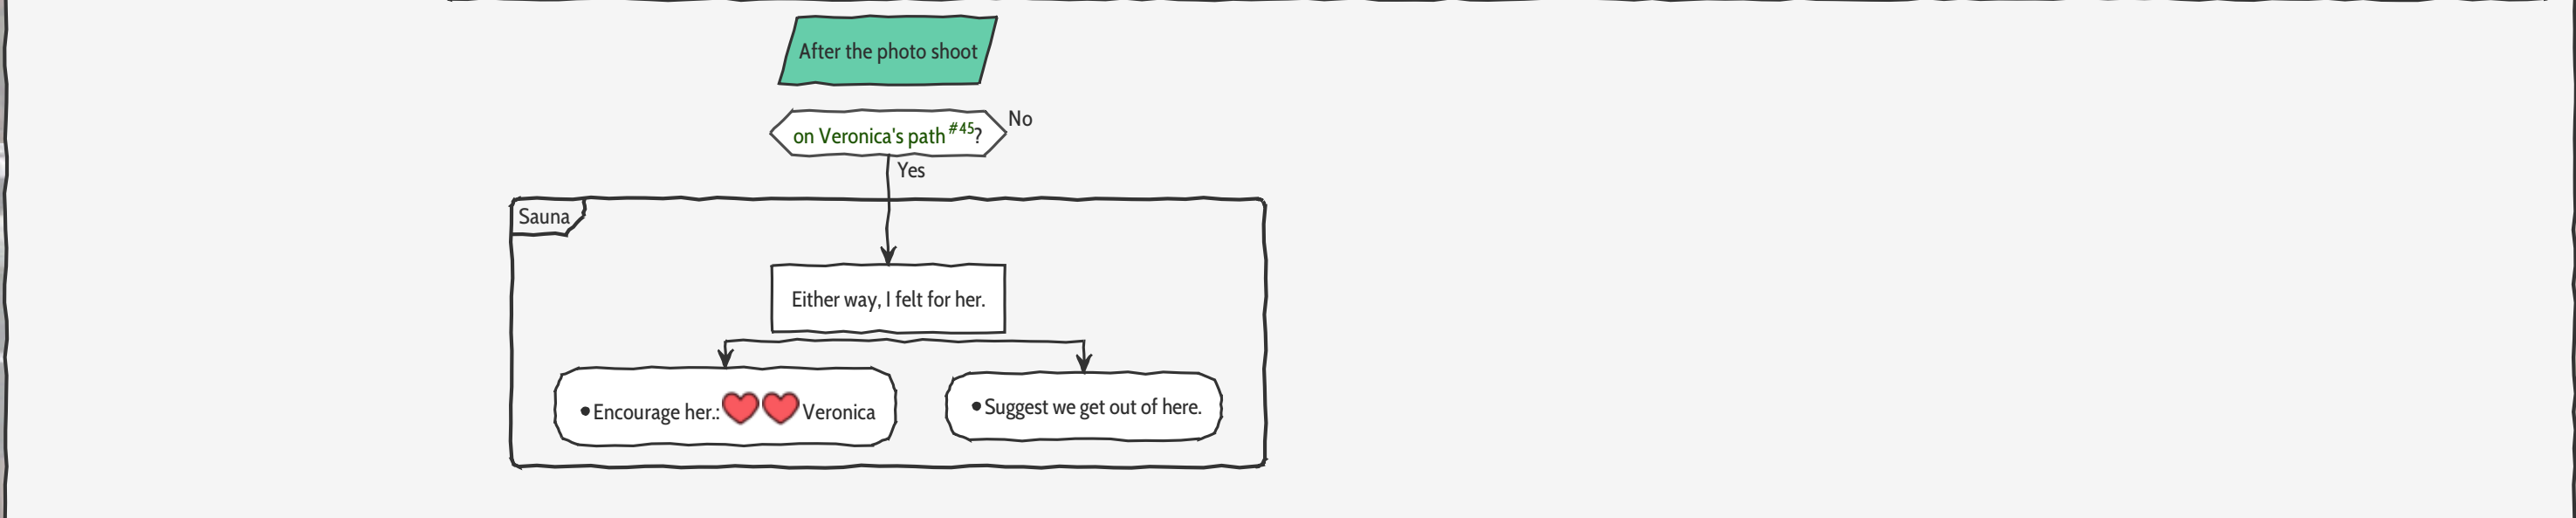 After the photo shoot
on Veronica's path #45?
No
Yes
Sauna
Either way, I felt for her.
•Encourage her.:❤️❤️Veronica
•Suggest we get out of here.